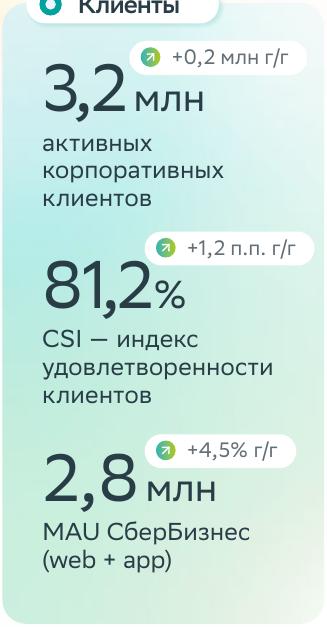 Клиенты
+0,2 млн г/г
3,2 млн
активных
корпоративных
клиентов
+1,2 п.п. г/г
81,2%
CSI — индекс
удовлетворенности
клиентов
+4,5% г/г
2,8 млн
MAU СберБизнес
(web + app)